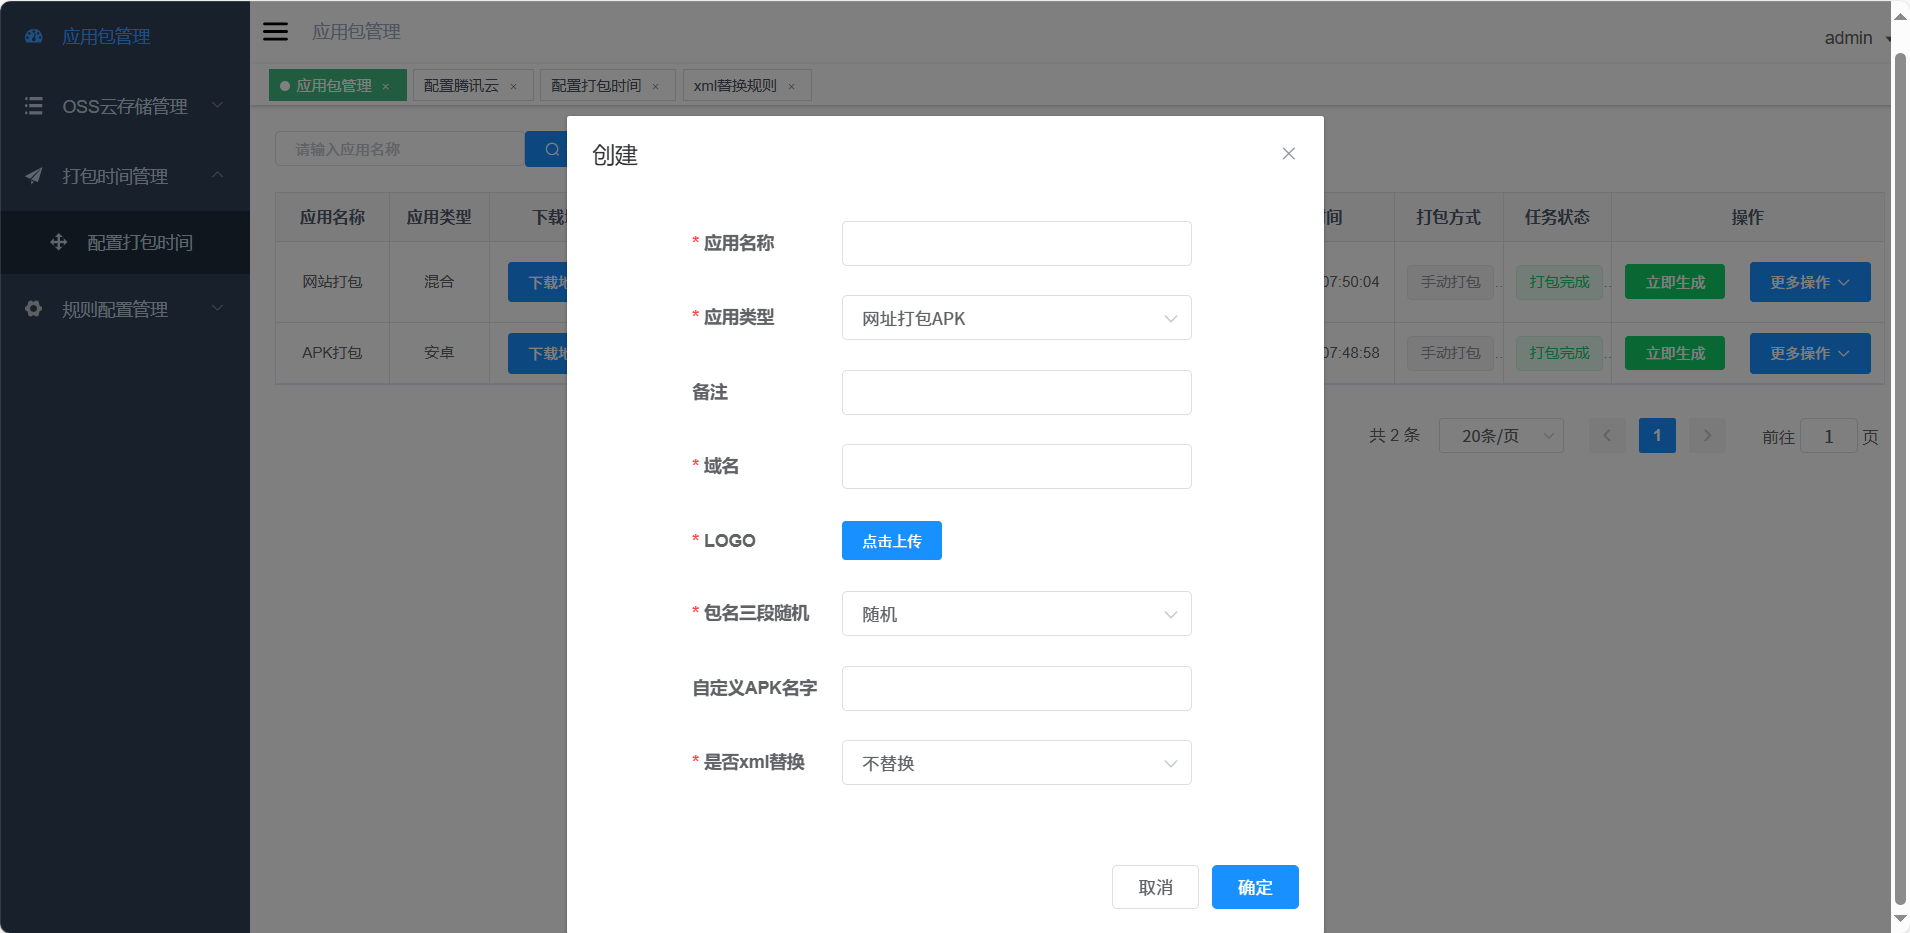 应用包管理
OSS云存储管理
打包时间管理
配置打包时间
规则配置管理
应用包管理
admin
应用包管理 ×
配置腾讯云 ×
配置打包时间 ×
xml替换规则 ×
请输入应用名称
应用名称 应用类型 下载 间 打包方式 任务状态 操作
网站打包 混合 下载地 07:50:04 手动打包 .. 打包完成 .. 立即生成 更多操作
APK打包 安卓 下载地 07:48:58 手动打包 .. 打包完成 .. 立即生成 更多操作
共 2 条 20条/页 1 前往 1 页
创建
* 应用名称
* 应用类型 网址打包APK
备注
* 域名
* LOGO 点击上传
* 包名三段随机 随机
自定义APK名字
* 是否xml替换 不替换
取消 确定